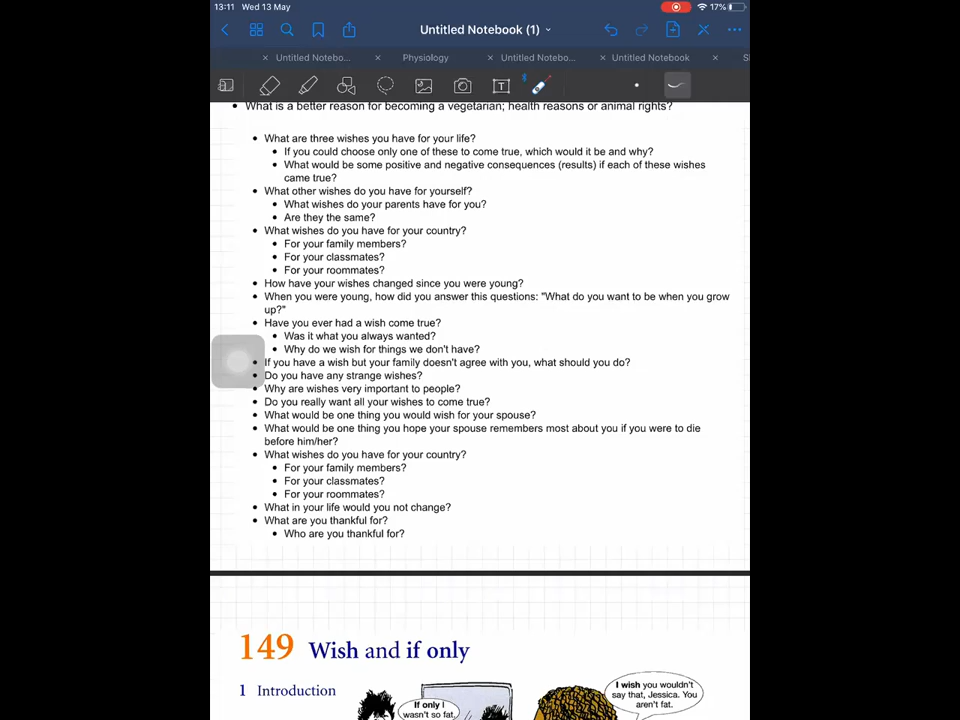 13:11 Wed 13 May
17%
Untitled Notebook (1)
Untitled Notebo...
Physiology
Untitled Notebo...
Untitled Notebook
What is a better reason for becoming a vegetarian; health reasons or animal rights?
• What are three wishes you have for your life?
• If you could choose only one of these to come true, which would it be and why?
• What would be some positive and negative consequences (results) if each of these wishes
came true?
• What other wishes do you have for yourself?
• What wishes do your parents have for you?
• Are they the same?
• What wishes do you have for your country?
• For your family members?
• For your classmates?
• For your roommates?
• How have your wishes changed since you were young?
• When you were young, how did you answer this questions: "What do you want to be when you grow
up?"
• Have you ever had a wish come true?
• Was it what you always wanted?
• Why do we wish for things we don't have?
• If you have a wish but your family doesn't agree with you, what should you do?
• Do you have any strange wishes?
• Why are wishes very important to people?
• Do you really want all your wishes to come true?
• What would be one thing you would wish for your spouse?
• What would be one thing you hope your spouse remembers most about you if you were to die
before him/her?
• What wishes do you have for your country?
• For your family members?
• For your classmates?
• For your roommates?
• What in your life would you not change?
• What are you thankful for?
• Who are you thankful for?
149 Wish and if only
1 Introduction
If only I
wasn't so fat.
I wish you wouldn't
say that, Jessica. You
aren't fat.